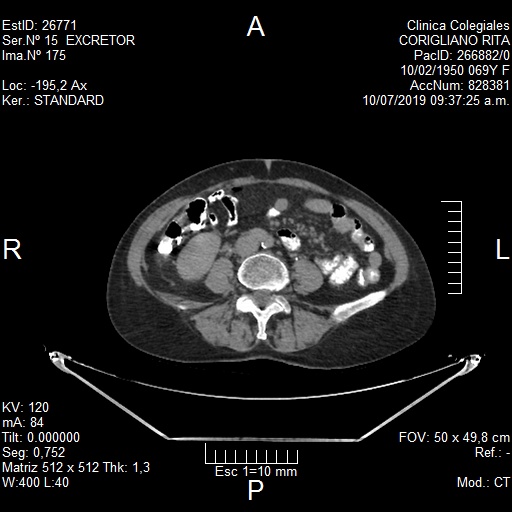 EstID: 26771
Ser.Nº 15  EXCRETOR
Ima.Nº 175
Loc: -195,2 Ax
Ker.: STANDARD
A
Clinica Colegiales
CORIGLIANO RITA
PacID: 266882/0
10/02/1950 069Y F
AccNum: 828381
10/07/2019 09:37:25 a.m.
R
L
KV: 120
mA: 84
Tilt: 0.000000
Seg: 0,752
Matriz 512 x 512 Thk: 1,3
W:400 L:40
Esc 1=10 mm
P
FOV: 50 x 49,8 cm
Ref.: -
Mod.: CT